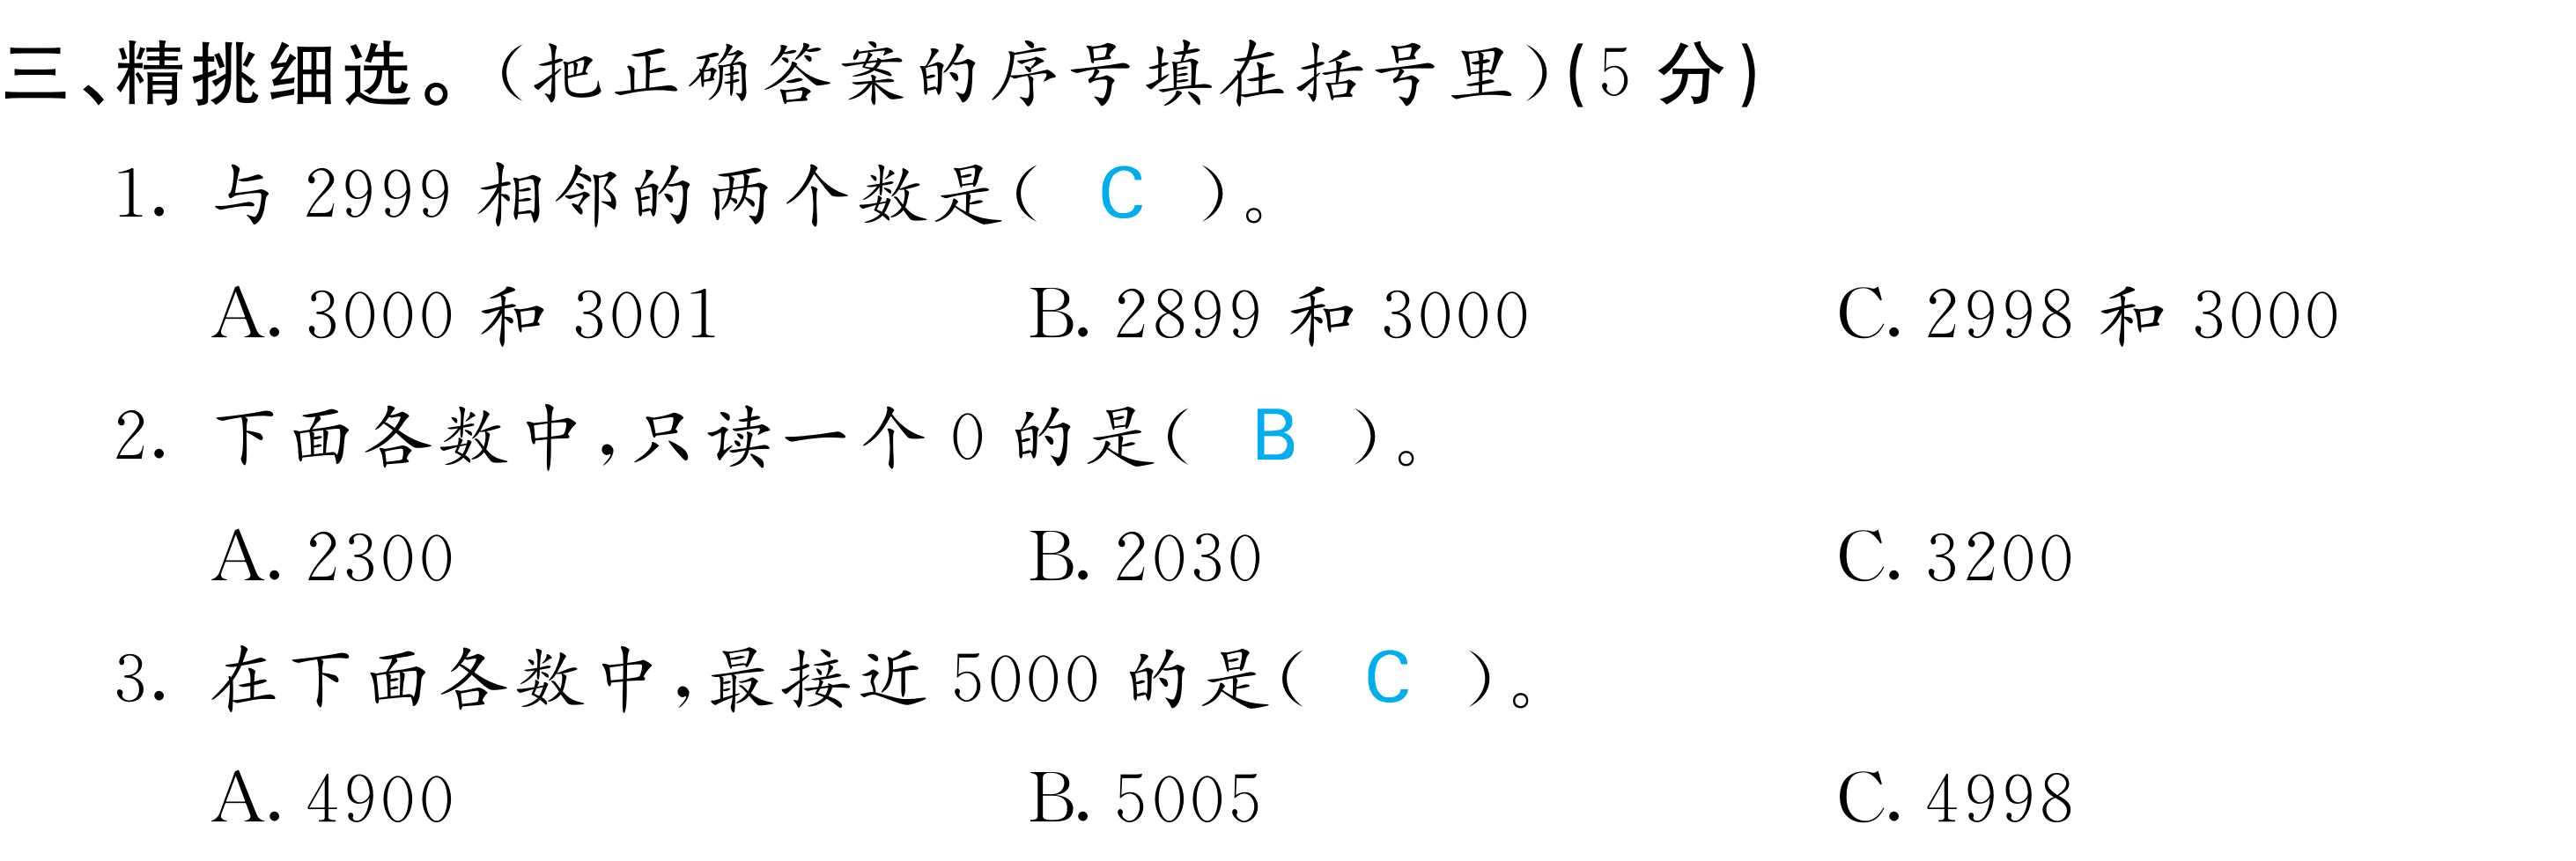 三、精挑细选。(把正确答案的序号填在括号里)(5 分)
1. 与 2999 相邻的两个数是( C )。
A. 3000 和 3001 B. 2899 和 3000 C. 2998 和 3000
2. 下面各数中,只读一个 0 的是( B )。
A. 2300 B. 2030 C. 3200
3. 在下面各数中,最接近 5000 的是( C )。
A. 4900 B. 5005 C. 4998